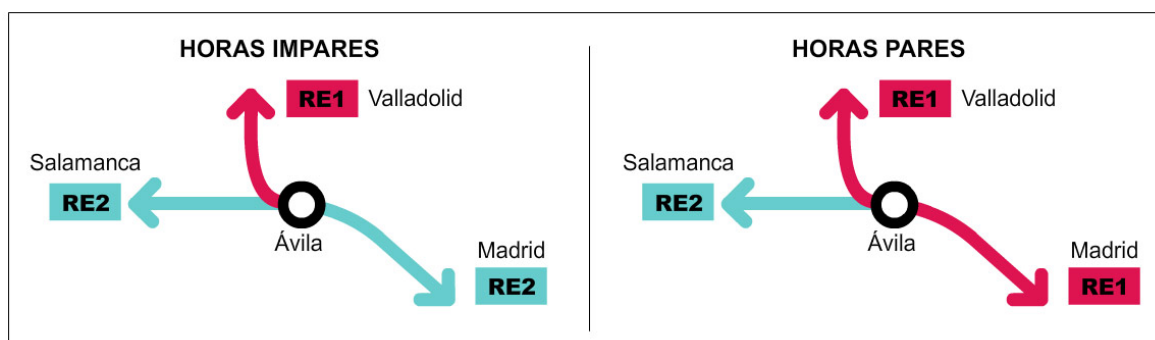 HORAS IMPARES
RE1 Valladolid
Salamanca
RE2
Ávila
Madrid
RE2
HORAS PARES
RE1 Valladolid
Salamanca
RE2
Ávila
Madrid
RE1